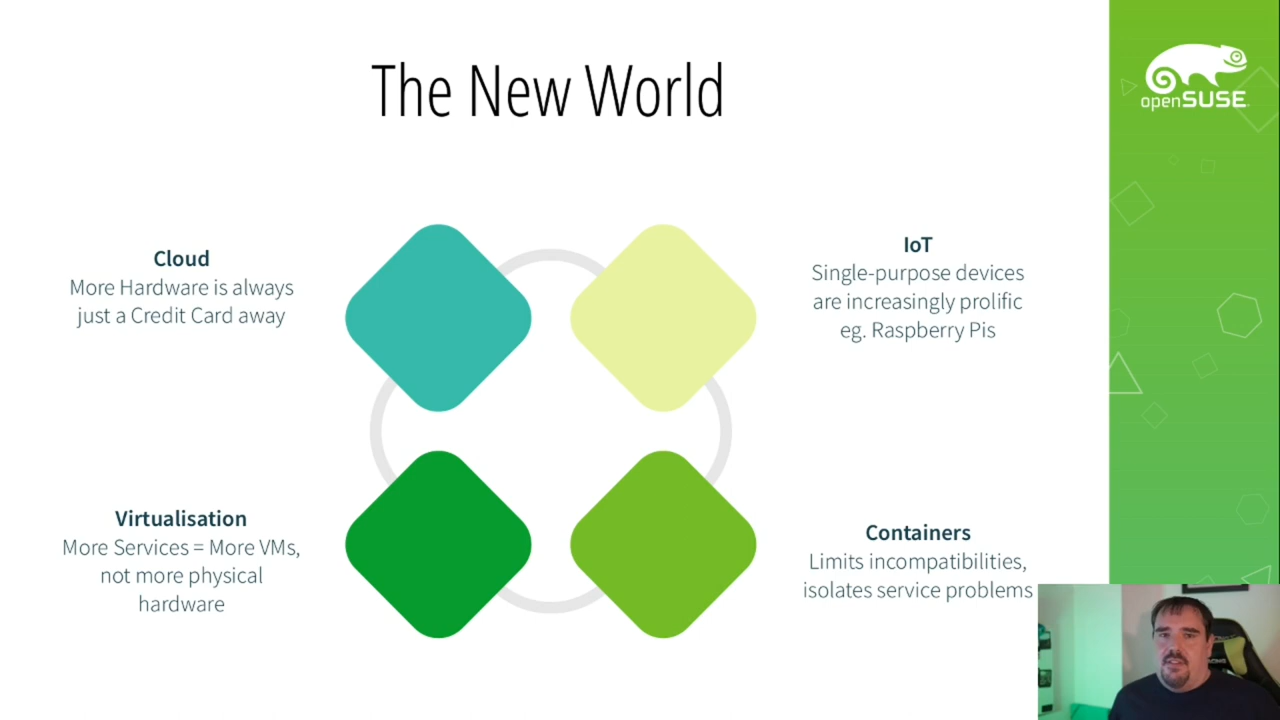 The New World
openSUSE
Cloud
More Hardware is always
just a Credit Card away
IoT
Single-purpose devices
are increasingly prolific
eg. Raspberry Pis
Virtualisation
More Services = More VMs,
not more physical
hardware
Containers
Limits incompatibilities,
isolates service problems